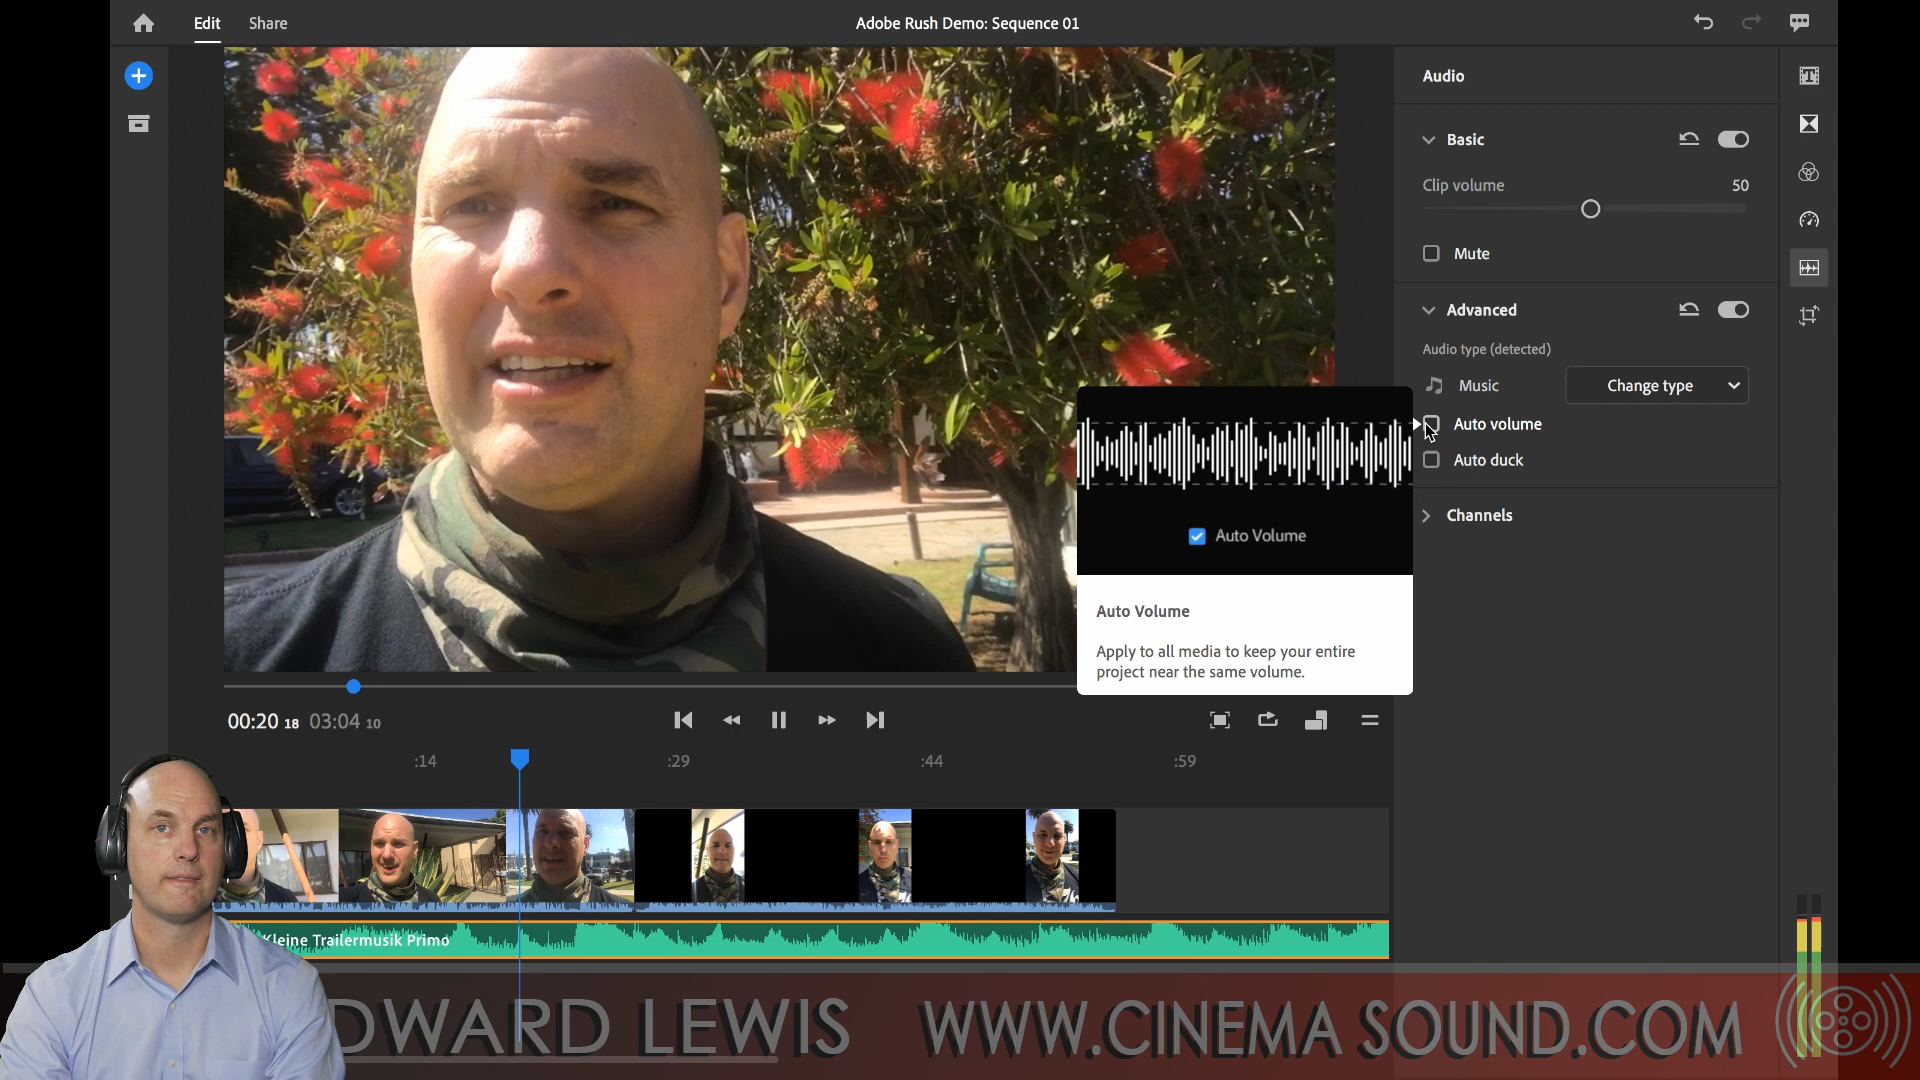 Edit
Share
Adobe Rush Demo: Sequence 01
Audio
Basic
Clip volume
50
Mute
Advanced
Audio type (detected)
Music
Change type
Auto volume
Auto duck
Channels
Auto Volume
Auto Volume
Apply to all media to keep your entire
project near the same volume.
00:20 18
03:04 10
:14
:29
:44
:59
Kleine Trailermusik Primo
DWARD LEWIS
WWW.CINEMA SOUND.COM